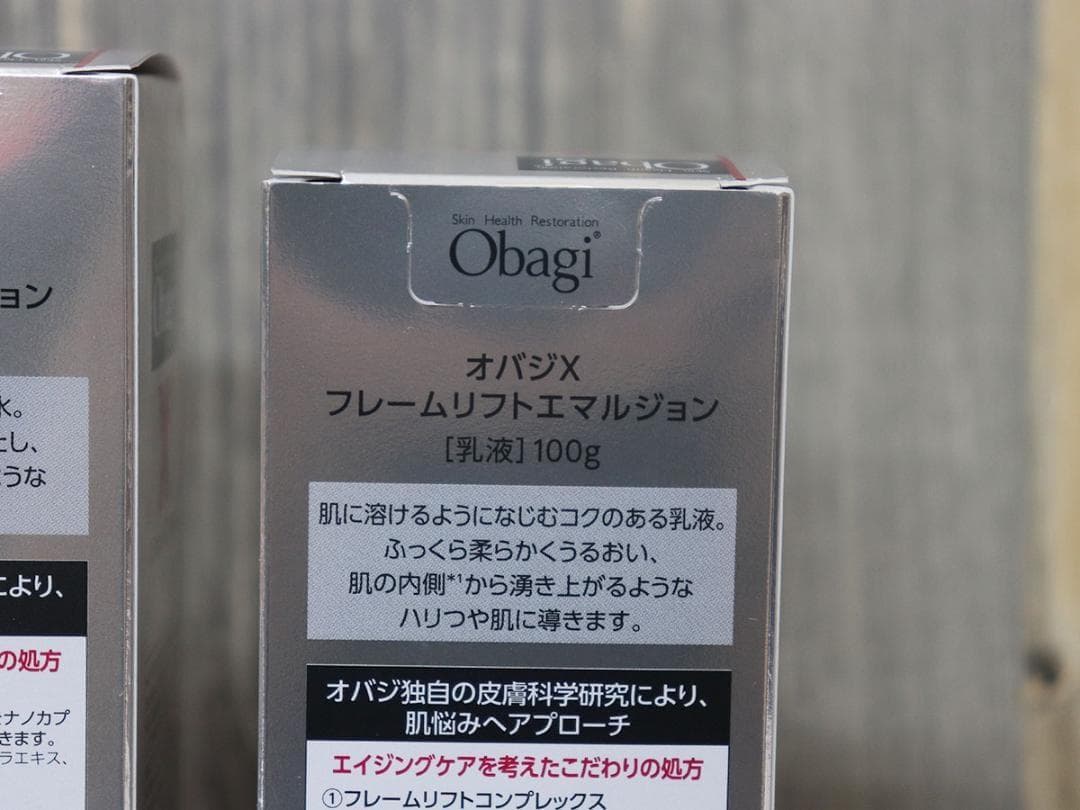 ョン
水。
とし、
うな
により、
の処方
ナノカプ
きます。
ラエキス、
Obagi
Skin Health Restoration
Obagi®
オバジX
フレームリフトエマルジョン
[乳液]100g
肌に溶けるようになじむコクのある乳液。
ふっくら柔らかくうるおい、
肌の内側*1から湧き上がるような
ハリつや肌に導きます。
オバジ独自の皮膚科学研究により、
肌悩みへアプローチ
エイジングケアを考えたこだわりの処方
①フレームリフトコンプレックス